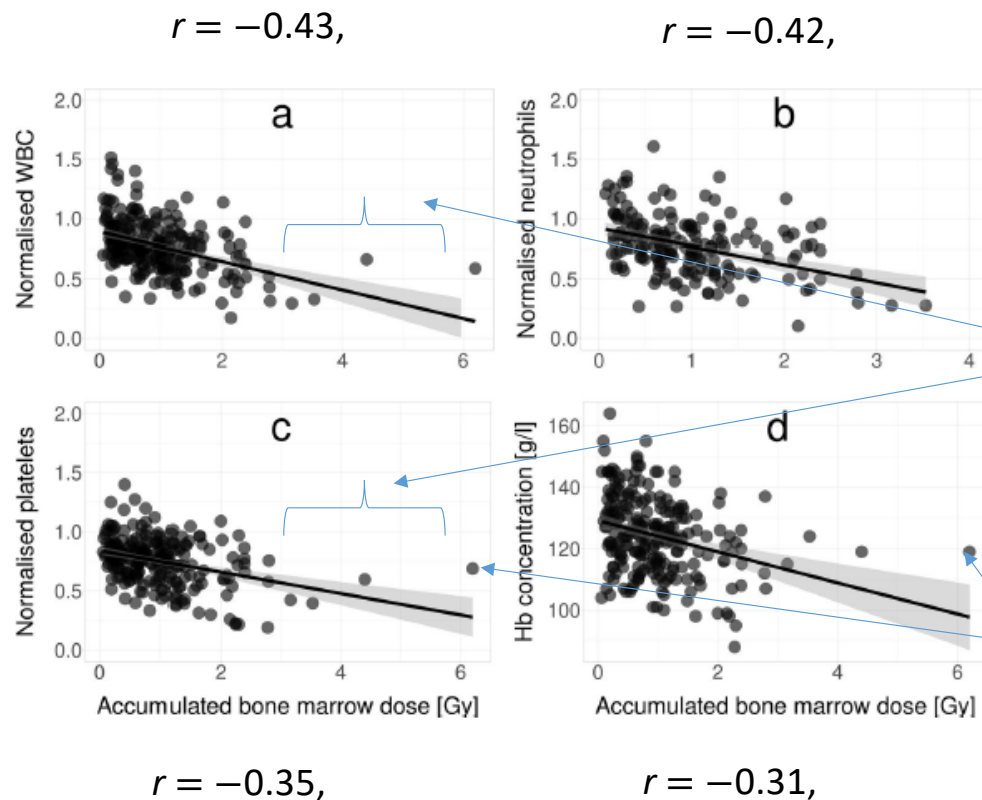 r = −0.43,
r = −0.42,
a
Normalised WBC
2.0
1.5
1.0
0.5
0.0
0 2 4 6
b
Normalised neutrophils
2.0
1.5
1.0
0.5
0.0
0 1 2 3 4
c
Normalised platelets
2.0
1.5
1.0
0.5
0.0
0 2 4 6
Accumulated bone marrow dose [Gy]
d
Hb concentration [g/l]
160
140
120
100
0 2 4 6
Accumulated bone marrow dose [Gy]
r = −0.35,
r = −0.31,